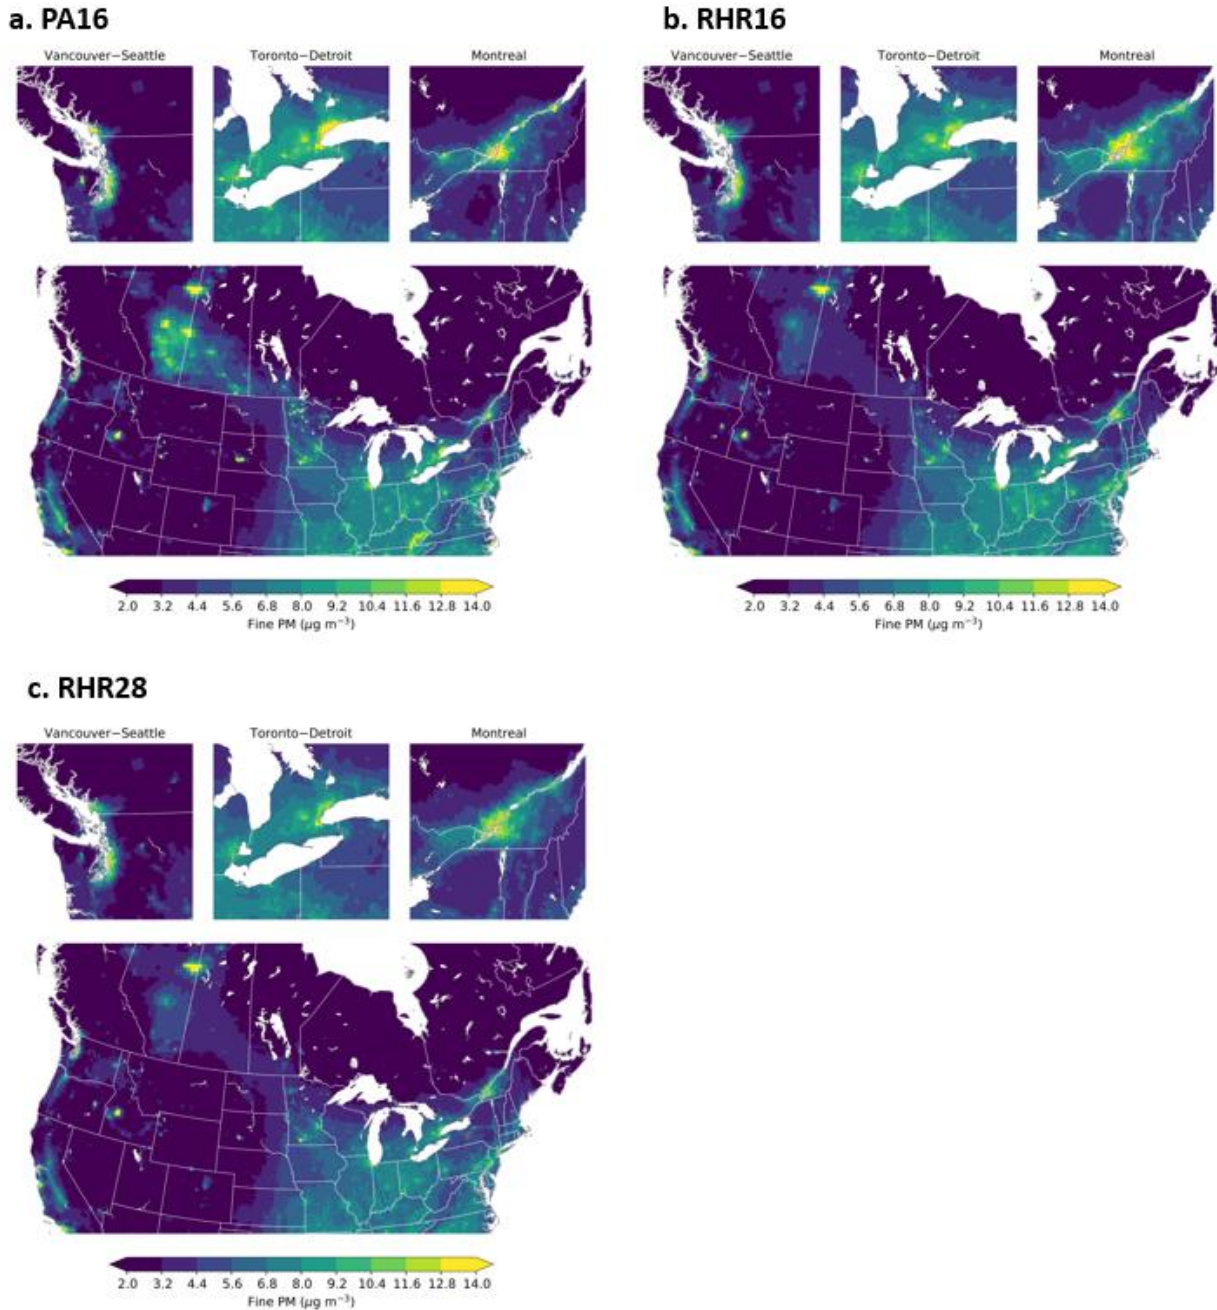 a. PA16
Vancouver−Seattle Toronto−Detroit Montreal
2.0 3.2 4.4 5.6 6.8 8.0 9.2 10.4 11.6 12.8 14.0
Fine PM (μg m⁻³)
b. RHR16
Vancouver−Seattle Toronto−Detroit Montreal
2.0 3.2 4.4 5.6 6.8 8.0 9.2 10.4 11.6 12.8 14.0
Fine PM (μg m⁻³)
c. RHR28
Vancouver−Seattle Toronto−Detroit Montreal
2.0 3.2 4.4 5.6 6.8 8.0 9.2 10.4 11.6 12.8 14.0
Fine PM (μg m⁻³)